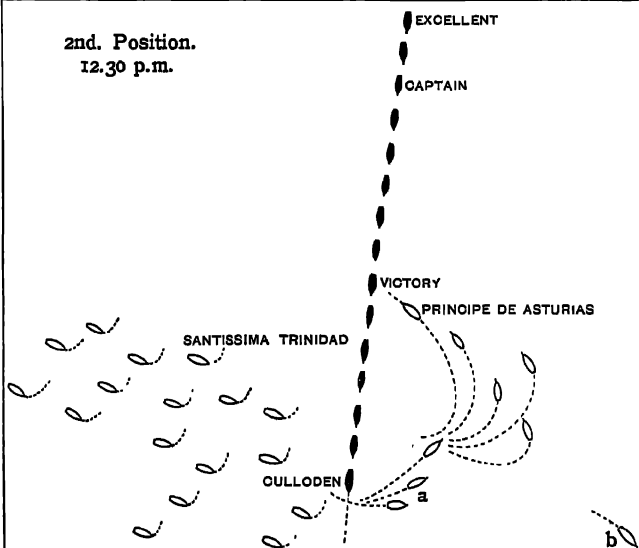 EXCELLENT
2nd. Position.
12.30 p.m.
CAPTAIN
VICTORY
PRINCIPE DE ASTURIAS
SANTISSIMA TRINIDAD
CULLODEN
a
b